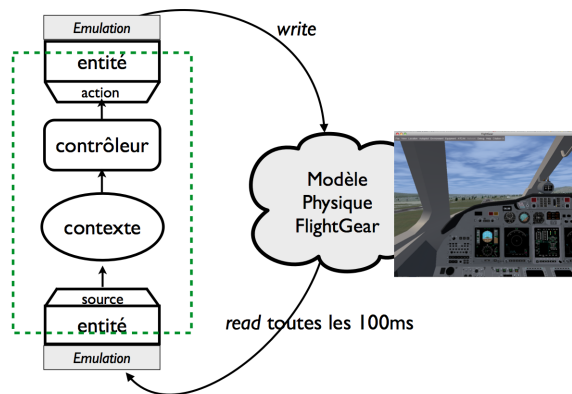 Emulation
write
entité
action
contrôleur
Modèle
Physique
FlightGear
contexte
source
entité
read toutes les 100ms
Emulation